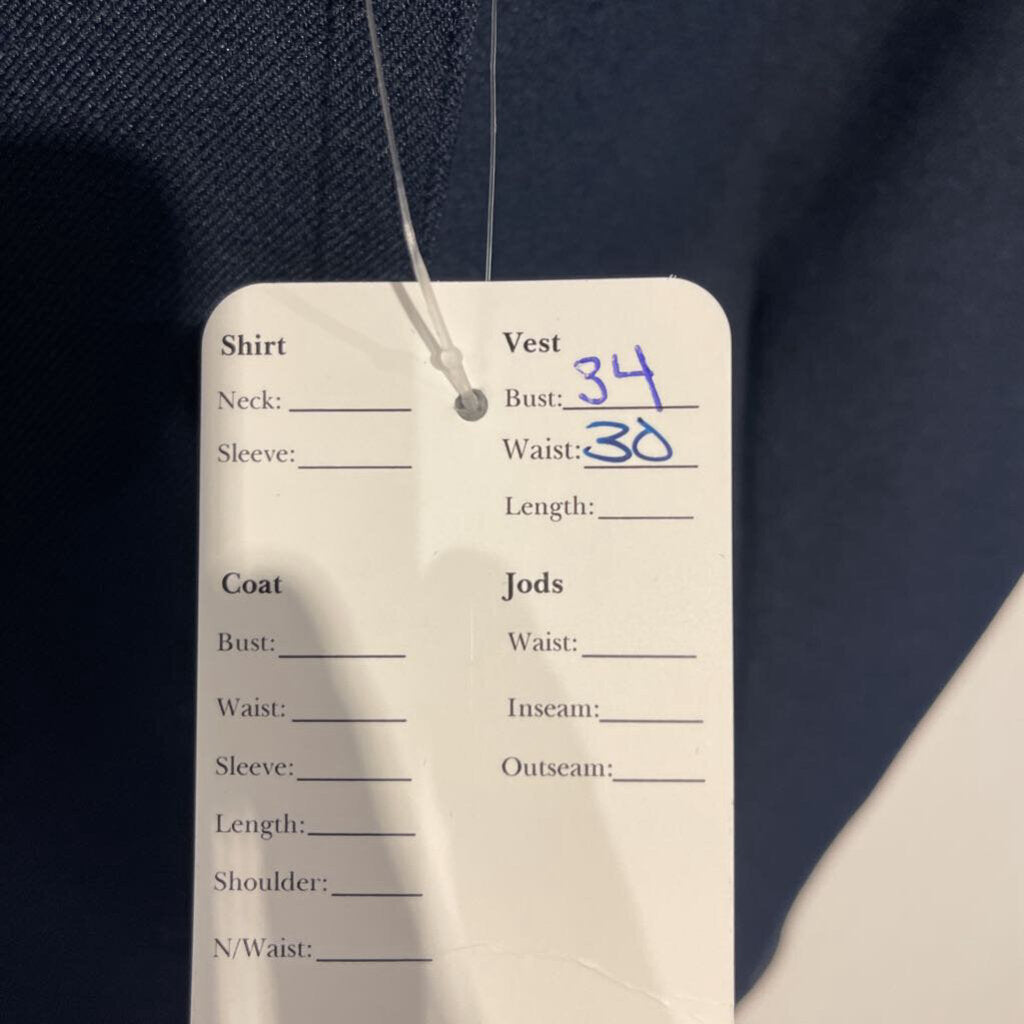 Shirt
Neck:
Sleeve:
Vest
Bust: 34
Waist: 30
Length:
Coat
Bust:
Waist:
Sleeve:
Length:
Shoulder:
N/Waist:
Jods
Waist:
Inseam:
Outseam: